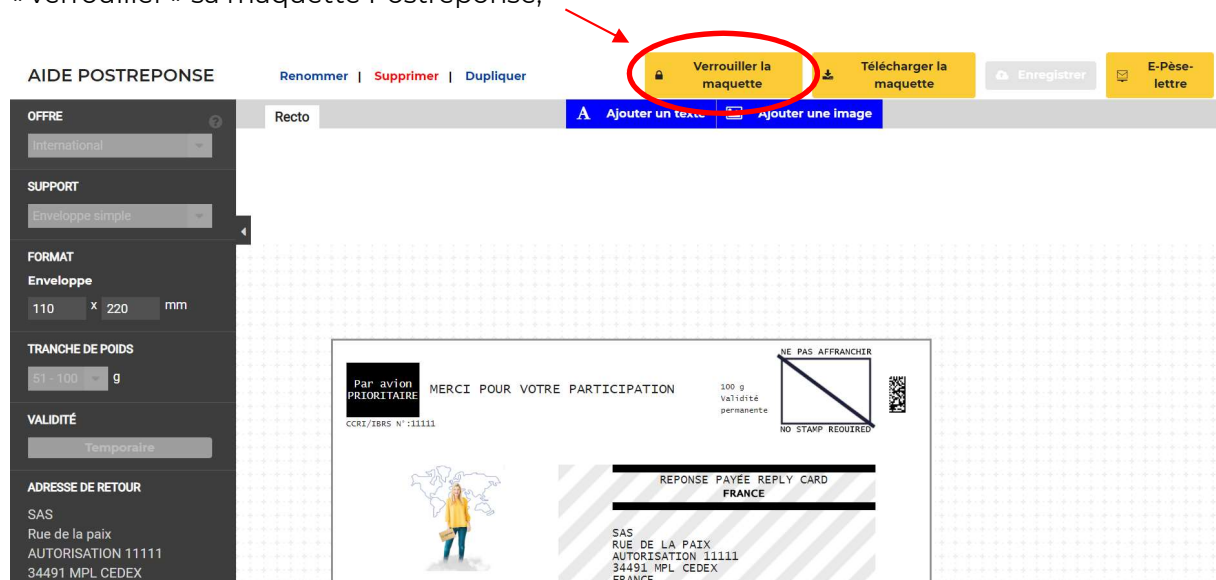 « verrouiller » sa maquette Postréponse,
AIDE POSTREPONSE
Renommer | Supprimer | Dupliquer
Verrouiller la
maquette
Télécharger la
maquette
Enregistrer
E-Pèse-
lettre
OFFRE
International
SUPPORT
Enveloppe simple
FORMAT
Enveloppe
110 x 220 mm
TRANCHE DE POIDS
51 - 100 g
VALIDITÉ
Temporaire
ADRESSE DE RETOUR
SAS
Rue de la paix
AUTORISATION 11111
34491 MPL CEDEX
Recto
A Ajouter un texte
Ajouter une image
Par avion
PRIORITAIRE
MERCI POUR VOTRE PARTICIPATION
CCRI/IBRS N°:11111
100 g
Validité
permanente
NE PAS AFFRANCHIR
NO STAMP REQUIRED
REPONSE PAYÉE REPLY CARD
FRANCE
SAS
RUE DE LA PAIX
AUTORISATION 11111
34491 MPL CEDEX
FRANCE